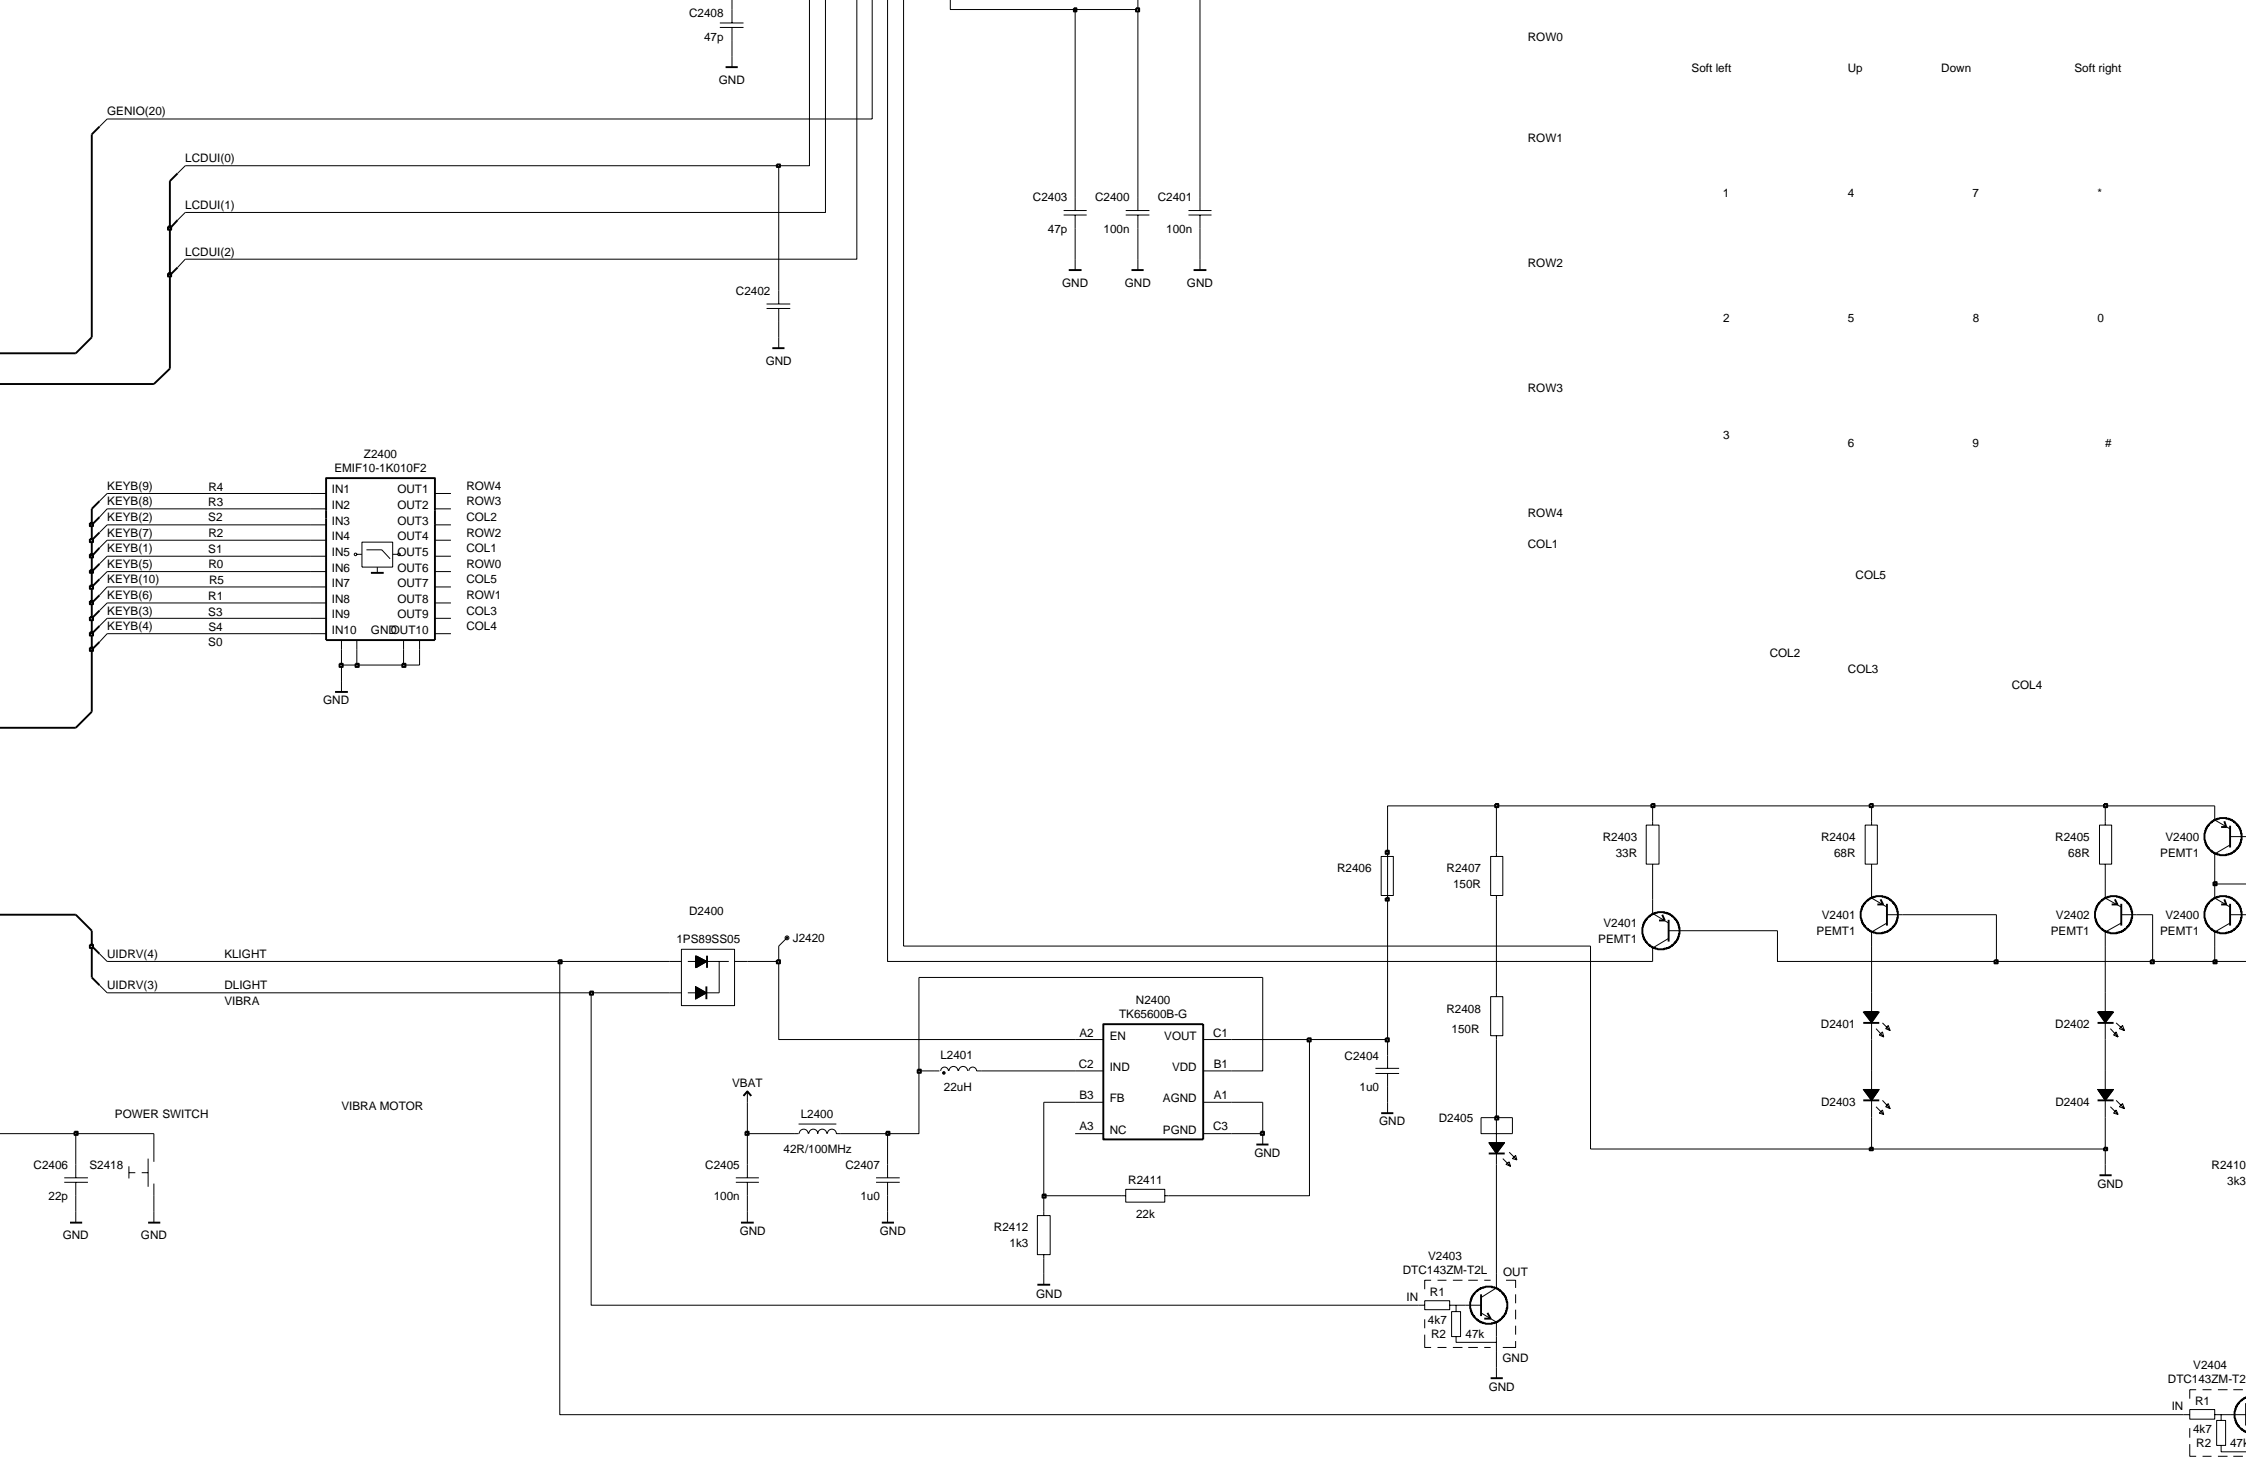 C2408
47p
GND
ROW0
Soft left Up Down Soft right
GENIO(20)
ROW1
LCDUI(0)
1 4 7 *
LCDUI(1)
C2403 C2400 C2401
47p 100n 100n
LCDUI(2)
ROW2
GND GND GND
C2402
2 5 8 0
GND
ROW3
3 6 9 #
Z2400
EMIF10-1K010F2
KEYB(9) R4 IN1 OUT1 ROW4
KEYB(8) R3 IN2 OUT2 ROW3
KEYB(2) S2 IN3 OUT3 COL2
KEYB(7) R2 IN4 OUT4 ROW2
KEYB(1) S1 IN5 OUT5 COL1
KEYB(5) R0 IN6 OUT6 ROW0
KEYB(10) R5 IN7 OUT7 COL5
KEYB(6) R1 IN8 OUT8 ROW1
KEYB(3) S3 IN9 OUT9 COL3
KEYB(4) S4 IN10 GND OUT10 COL4
S0
GND
ROW4
COL1
COL5
COL2
COL3
COL4
R2403
33R
R2404
68R
R2405
68R
V2400
PEMT1
R2406
R2407
150R
V2401
PEMT1
V2401
PEMT1
V2402
PEMT1
V2400
PEMT1
D2400
1PS89SS05
J2420
UIDRV(4) KLIGHT
UIDRV(3) DLIGHT
VIBRA
N2400
TK65600B-G
A2 EN VOUT C1
C2 IND VDD B1
B3 FB AGND A1
A3 NC PGND C3
GND
L2401
22uH
C2404
1u0
GND
R2408
150R
D2401
D2402
D2403
D2404
D2405
GND
VBAT
L2400
42R/100MHz
POWER SWITCH
VIBRA MOTOR
C2406
22p
GND
S2418
GND
C2405
100n
GND
C2407
1u0
GND
R2411
22k
R2412
1k3
GND
R2410
3k3
V2403
DTC143ZM-T2L OUT
IN R1
4k7
R2 47k
GND
GND
V2404
DTC143ZM-T2
IN R1
4k7
R2 47k